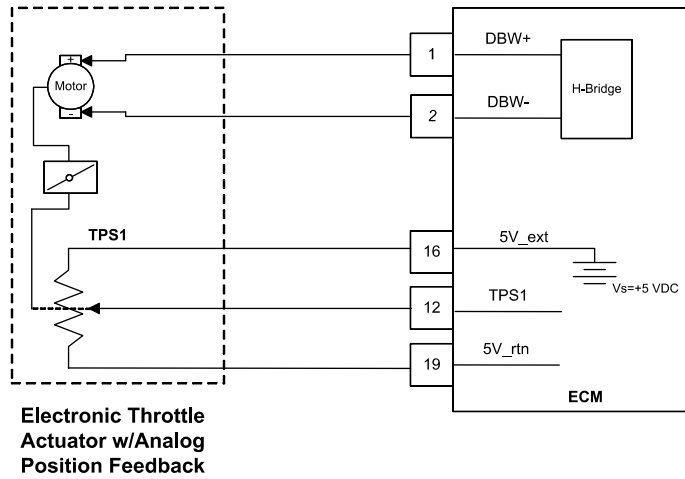 +
Motor
-
1
DBW+
H-Bridge
2
DBW-
TPS1
16
5V_ext
Vs=+5 VDC
12
TPS1
19
5V_rtn
ECM
Electronic Throttle
Actuator w/Analog
Position Feedback